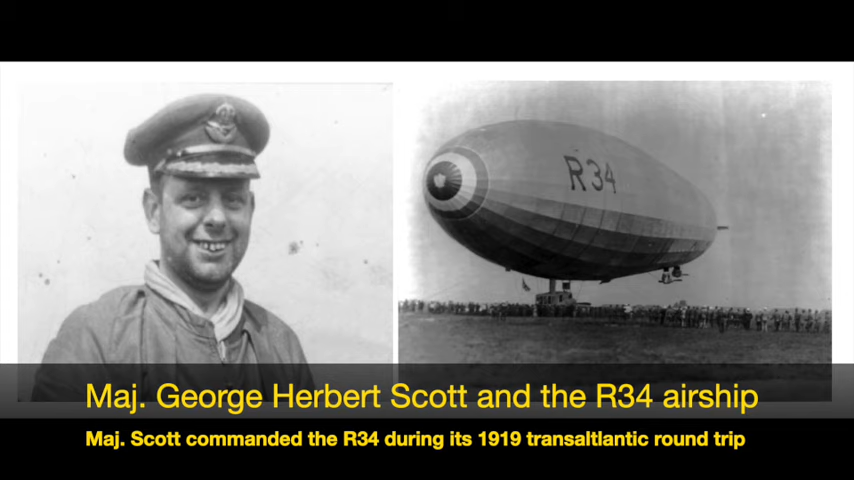 R34
Maj. George Herbert Scott and the R34 airship
Maj. Scott commanded the R34 during its 1919 transaltlantic round trip